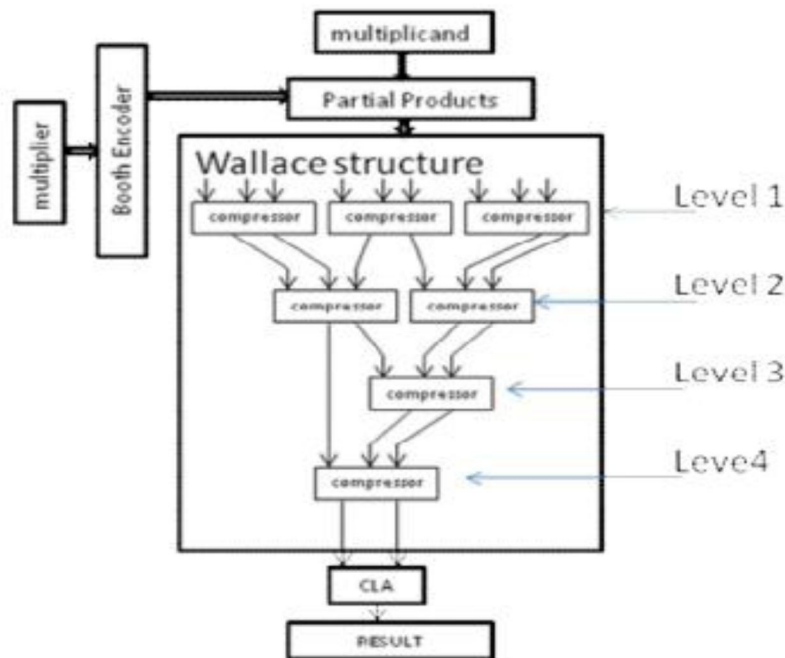 multiplicand
Partial Products
multiplier
Booth Encoder
Wallace structure
compressor compressor compressor
Level 1
compressor compressor
Level 2
compressor
Level 3
compressor
Leve4
CLA
RESULT